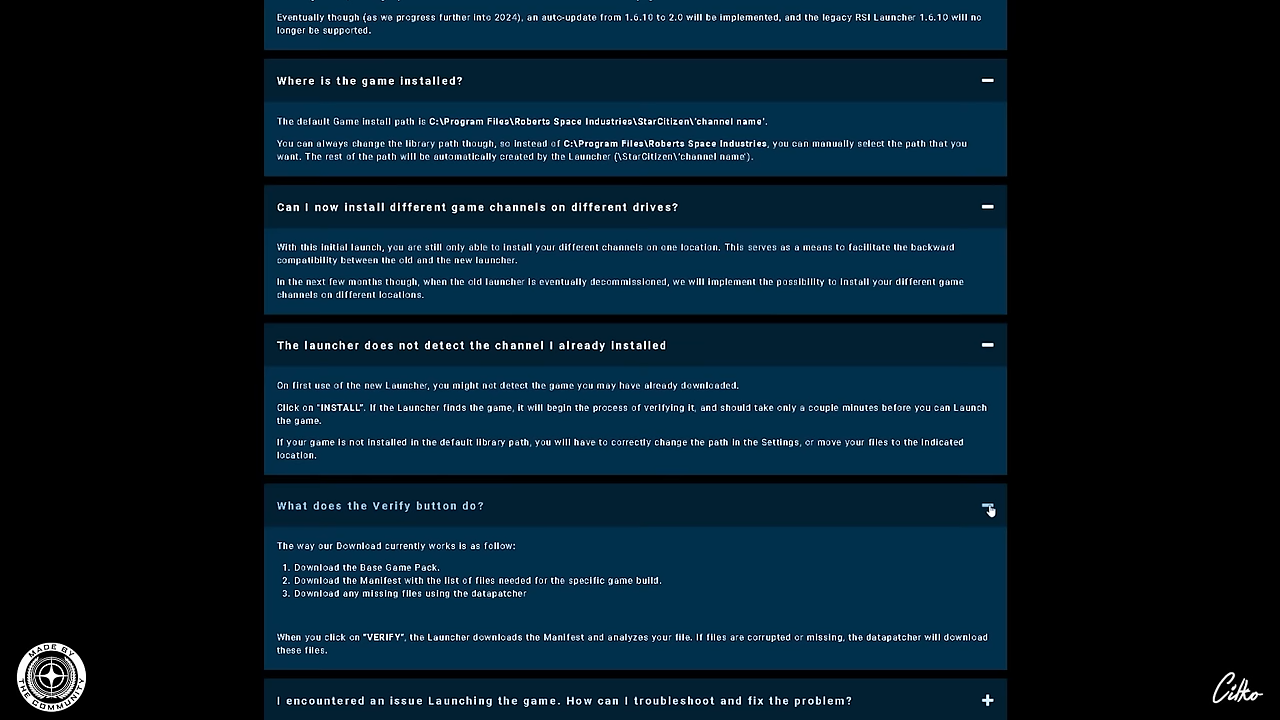 Eventually though (as we progress further into 2024), an auto-update from 1.6.10 to 2.0 will be implemented, and the legacy RSI Launcher 1.6.10 will no
longer be supported.
Where is the game installed?
The default Game install path is C:\Program Files\Roberts Space Industries\StarCitizen\'channel name'.
You can always change the library path though, so instead of C:\Program Files\Roberts Space Industries, you can manually select the path that you
want. The rest of the path will be automatically created by the Launcher (\StarCitizen\'channel name').
Can I now install different game channels on different drives?
With this initial launch, you are still only able to install your different channels on one location. This serves as a means to facilitate the backward
compatibility between the old and the new launcher.
In the next few months though, when the old launcher is eventually decommissioned, we will implement the possibility to install your different game
channels on different locations.
The launcher does not detect the channel I already installed
On first use of the new Launcher, you might not detect the game you may have already downloaded.
Click on "INSTALL". If the Launcher finds the game, it will begin the process of verifying it, and should take only a couple minutes before you can Launch
the game.
If your game is not installed in the default library path, you will have to correctly change the path in the Settings, or move your files to the indicated
location.
What does the Verify button do?
The way our Download currently works is as follow:
1. Download the Base Game Pack.
2. Download the Manifest with the list of files needed for the specific game build.
3. Download any missing files using the datapatcher
When you click on "VERIFY", the Launcher downloads the Manifest and analyzes your file. If files are corrupted or missing, the datapatcher will download
these files.
I encountered an issue Launching the game. How can I troubleshoot and fix the problem?
MADE BY
THE COMMUNITY